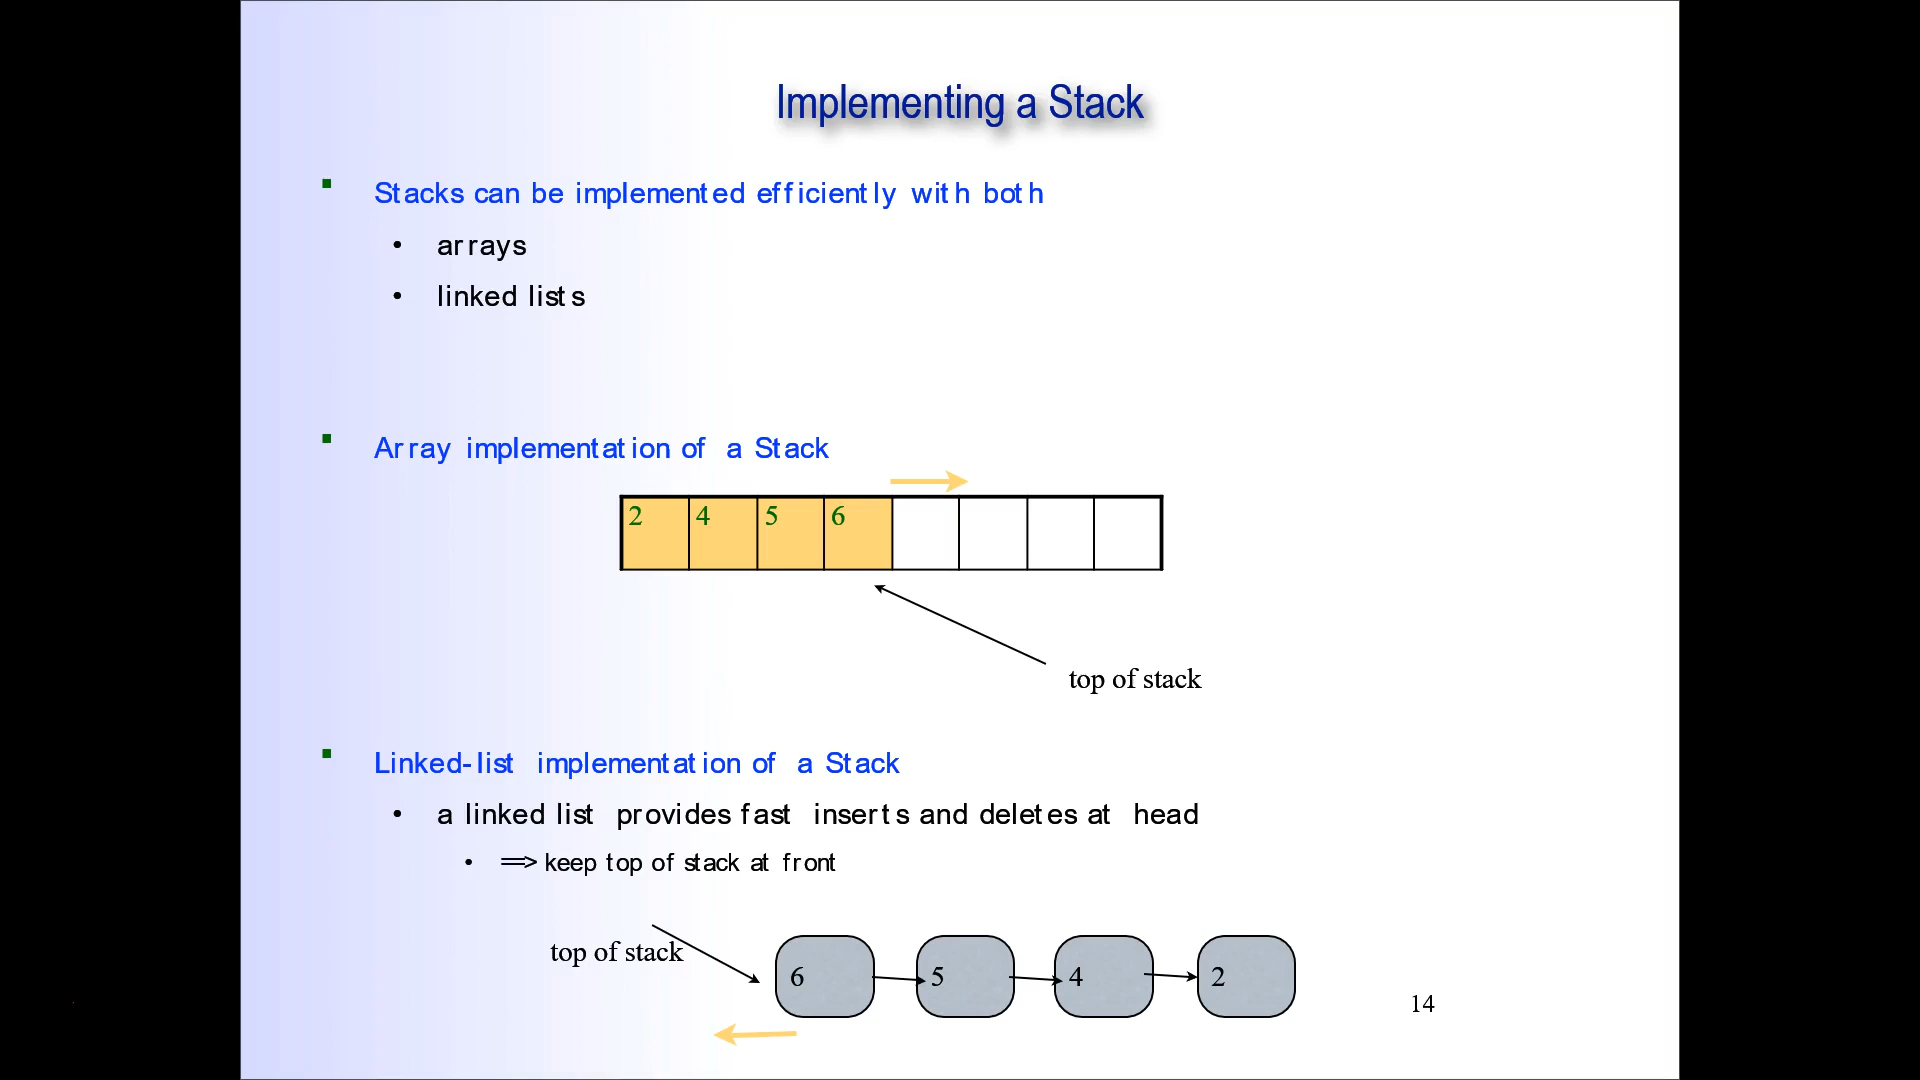 Implementing a Stack
Stacks can be implemented efficiently with both
• arrays
• linked lists
Array implementation of a Stack
2 4 5 6
top of stack
Linked-list implementation of a Stack
• a linked list provides fast inserts and deletes at head
• ==> keep top of stack at front
top of stack
6 5 4 2
14